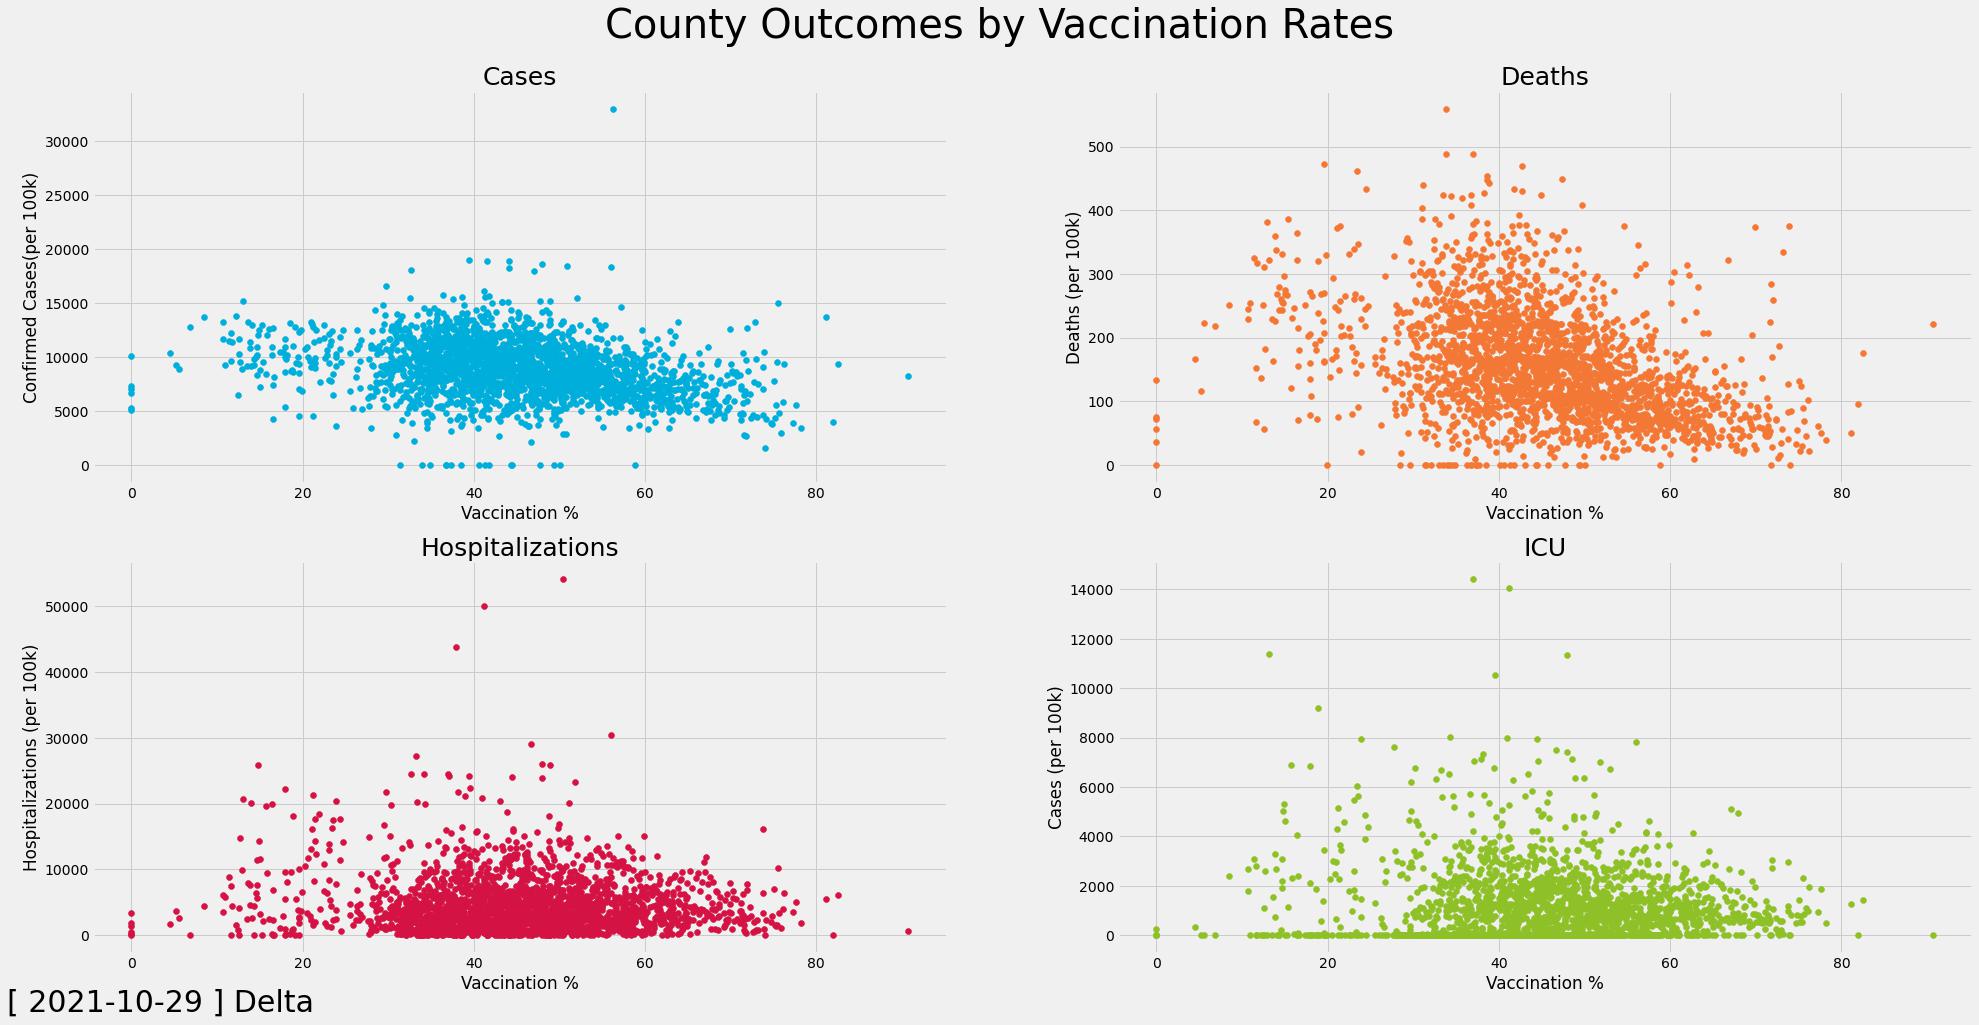 County Outcomes by Vaccination Rates
Cases
Confirmed Cases(per 100k)
30000
25000
20000
15000
10000
5000
0
0 20 40 60 80
Vaccination %
Deaths
Deaths (per 100k)
500
400
300
200
100
0
0 20 40 60 80
Vaccination %
Hospitalizations
Hospitalizations (per 100k)
50000
40000
30000
20000
10000
0
0 20 40 60 80
Vaccination %
ICU
Cases (per 100k)
14000
12000
10000
8000
6000
4000
2000
0
0 20 40 60 80
Vaccination %
[ 2021-10-29 ] Delta